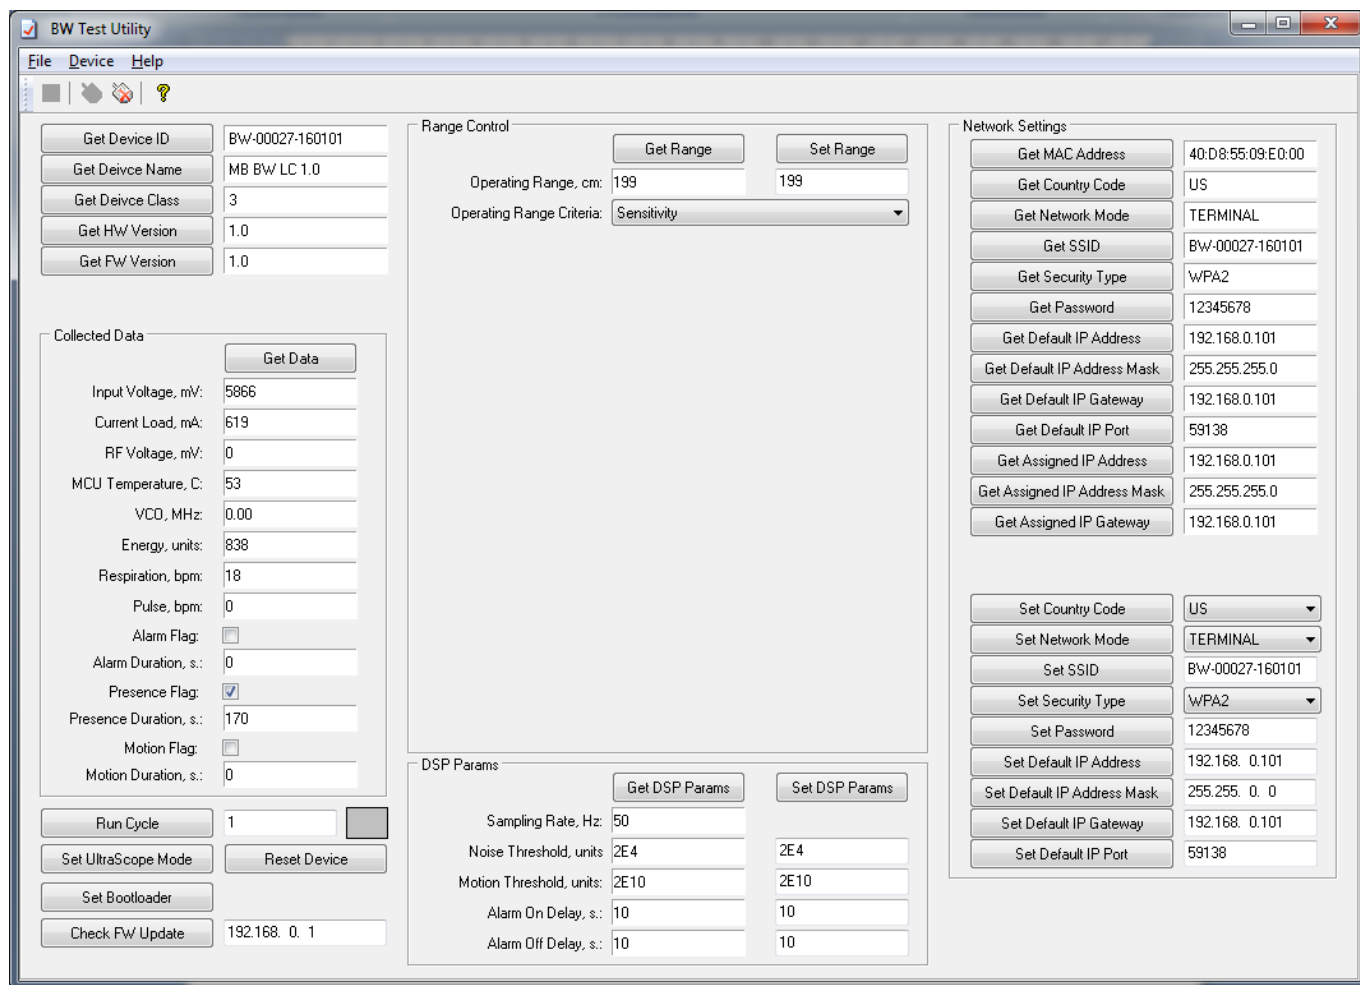 BW Test Utility
File Device Help
Get Device ID BW-00027-160101
Get Deivce Name MB BW LC 1.0
Get Deivce Class 3
Get HW Version 1.0
Get FW Version 1.0
Collected Data
Get Data
Input Voltage, mV: 5866
Current Load, mA: 619
RF Voltage, mV: 0
MCU Temperature, C: 53
VCO, MHz: 0.00
Energy, units: 838
Respiration, bpm: 18
Pulse, bpm: 0
Alarm Flag:
Alarm Duration, s.: 0
Presence Flag:
Presence Duration, s.: 170
Motion Flag:
Motion Duration, s.: 0
Run Cycle 1
Set UltraScope Mode Reset Device
Set Bootloader
Check FW Update 192.168. 0. 1
Range Control
Get Range Set Range
Operating Range, cm: 199 199
Operating Range Criteria: Sensitivity
DSP Params
Get DSP Params Set DSP Params
Sampling Rate, Hz: 50
Noise Threshold, units 2E4 2E4
Motion Threshold, units: 2E10 2E10
Alarm On Delay, s.: 10 10
Alarm Off Delay, s.: 10 10
Network Settings
Get MAC Address 40:D8:55:09:E0:00
Get Country Code US
Get Network Mode TERMINAL
Get SSID BW-00027-160101
Get Security Type WPA2
Get Password 12345678
Get Default IP Address 192.168.0.101
Get Default IP Address Mask 255.255.255.0
Get Default IP Gateway 192.168.0.101
Get Default IP Port 59138
Get Assigned IP Address 192.168.0.101
Get Assigned IP Address Mask 255.255.255.0
Get Assigned IP Gateway 192.168.0.101
Set Country Code US
Set Network Mode TERMINAL
Set SSID BW-00027-160101
Set Security Type WPA2
Set Password 12345678
Set Default IP Address 192.168. 0.101
Set Default IP Address Mask 255.255. 0. 0
Set Default IP Gateway 192.168. 0.101
Set Default IP Port 59138